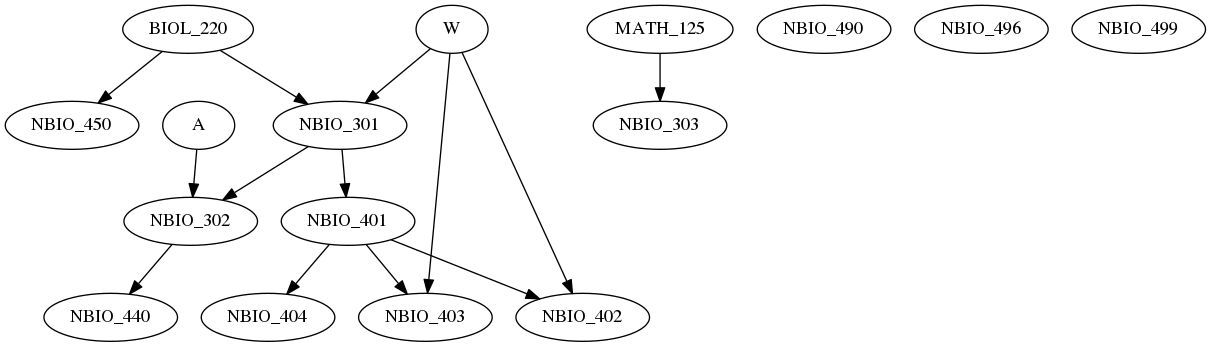 BIOL_220
W
MATH_125
NBIO_490
NBIO_496
NBIO_499
NBIO_450
A
NBIO_301
NBIO_303
NBIO_302
NBIO_401
NBIO_440
NBIO_404
NBIO_403
NBIO_402